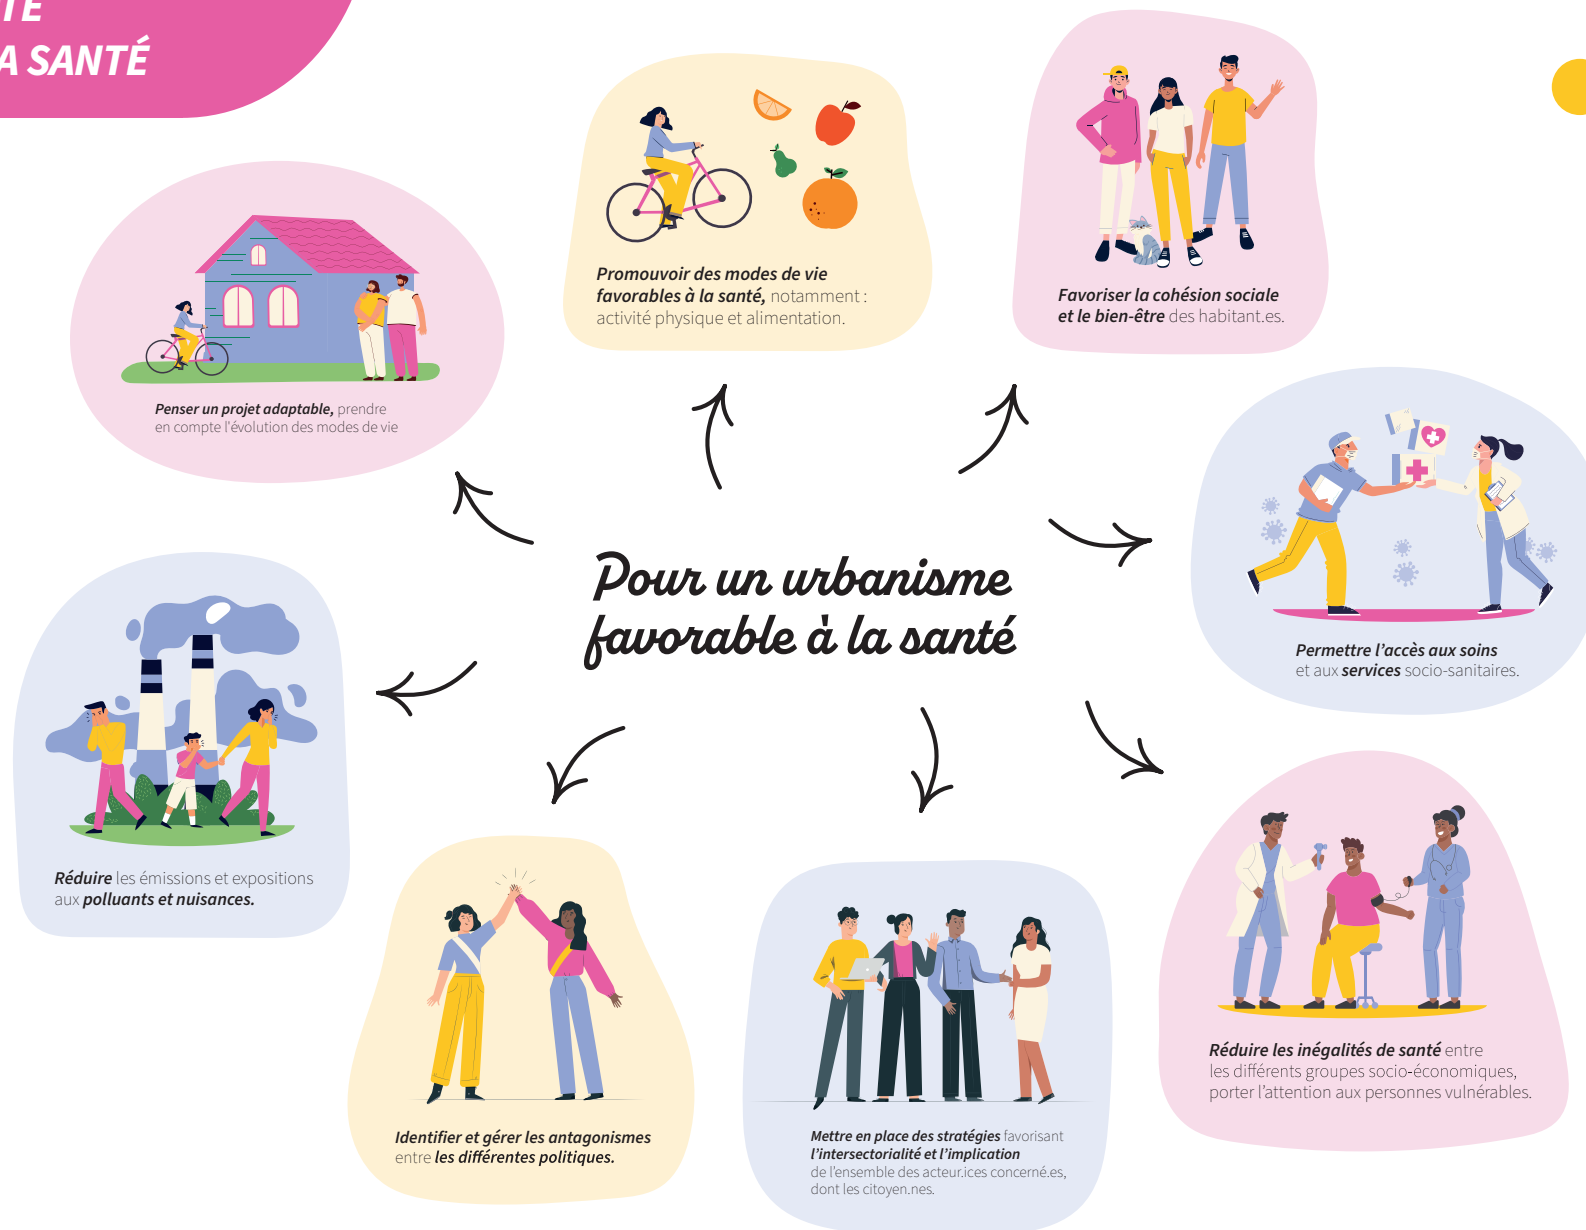 LA SANTÉ
Promouvoir des modes de vie
favorables à la santé, notamment :
activité physique et alimentation.
Favoriser la cohésion sociale
et le bien-être des habitant.es.
Penser un projet adaptable, prendre
en compte l'évolution des modes de vie
Pour un urbanisme
favorable à la santé
Permettre l'accès aux soins
et aux services socio-sanitaires.
Réduire les émissions et expositions
aux polluants et nuisances.
Réduire les inégalités de santé entre
les différents groupes socio-économiques,
porter l'attention aux personnes vulnérables.
Identifier et gérer les antagonismes
entre les différentes politiques.
Mettre en place des stratégies favorisant
l'intersectorialité et l'implication
de l'ensemble des acteur.ices concerné.es,
dont les citoyen.nes.